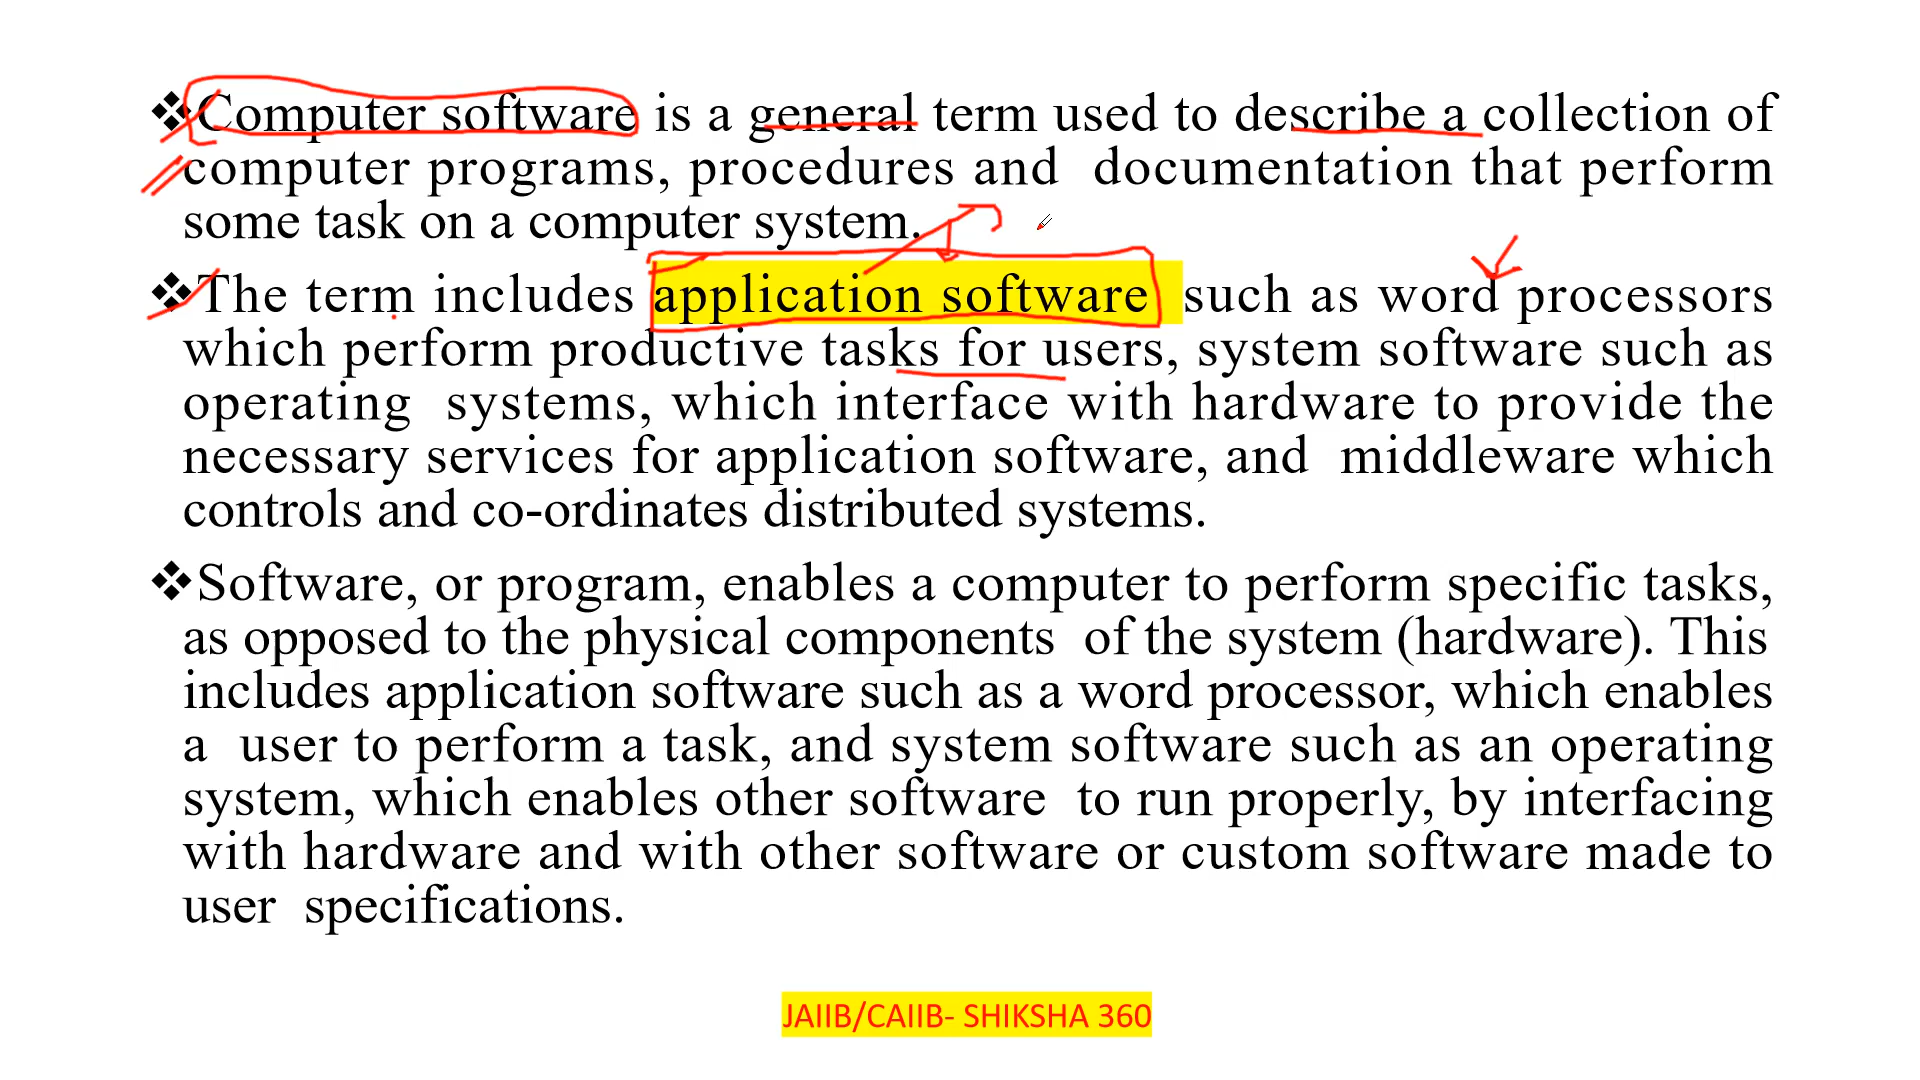 ❖Computer software is a general term used to describe a collection of
computer programs, procedures and documentation that perform
some task on a computer system.
❖The term includes application software such as word processors
which perform productive tasks for users, system software such as
operating systems, which interface with hardware to provide the
necessary services for application software, and middleware which
controls and co-ordinates distributed systems.
❖Software, or program, enables a computer to perform specific tasks,
as opposed to the physical components of the system (hardware). This
includes application software such as a word processor, which enables
a user to perform a task, and system software such as an operating
system, which enables other software to run properly, by interfacing
with hardware and with other software or custom software made to
user specifications.
JAIIB/CAIIB- SHIKSHA 360